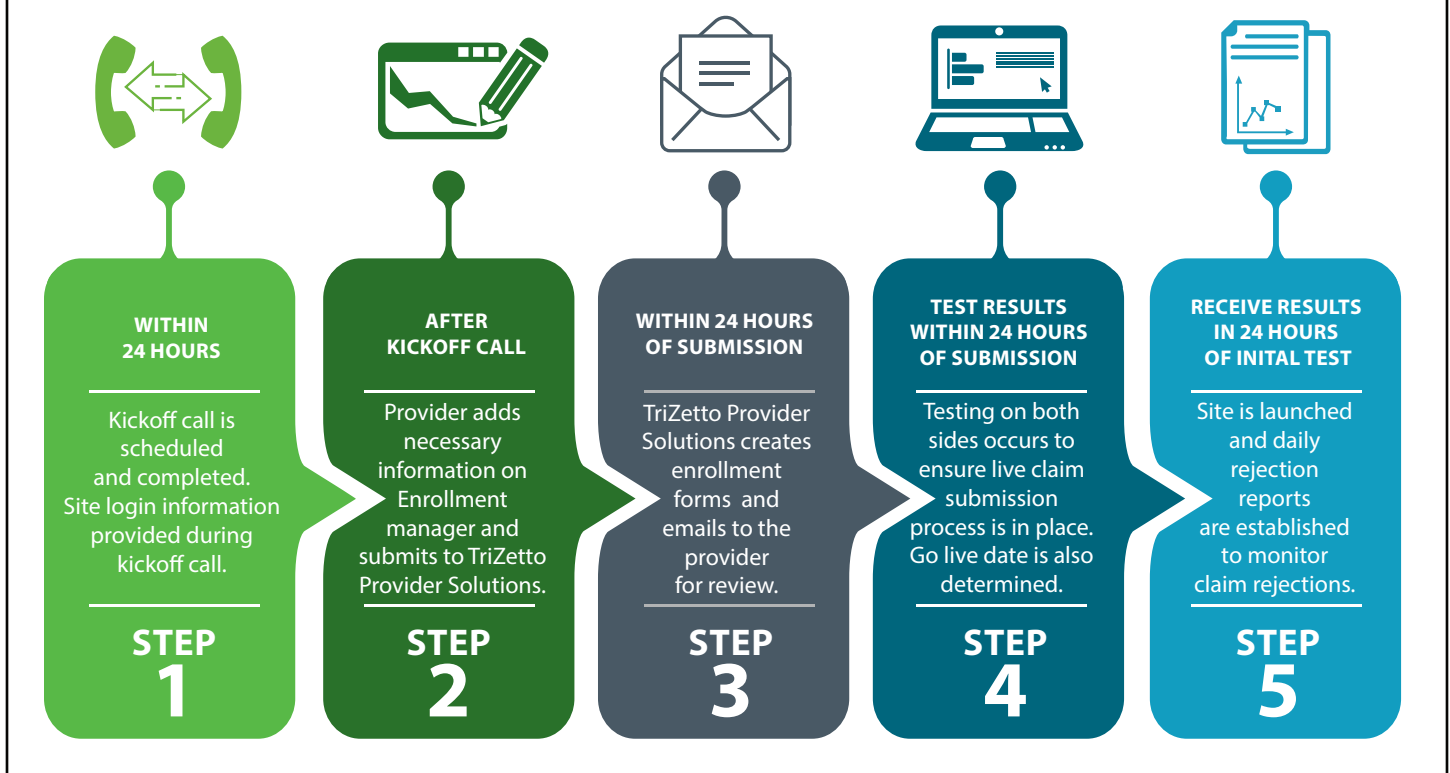 WITHIN
24 HOURS
Kickoff call is
scheduled
and completed.
Site login information
provided during
kickoff call.
STEP
1
AFTER
KICKOFF CALL
Provider adds
necessary
information on
Enrollment
manager and
submits to TriZetto
Provider Solutions.
STEP
2
WITHIN 24 HOURS
OF SUBMISSION
TriZetto Provider
Solutions creates
enrollment
forms and
emails to the
provider
for review.
STEP
3
TEST RESULTS
WITHIN 24 HOURS
OF SUBMISSION
Testing on both
sides occurs to
ensure live claim
submission
process is in place.
Go live date is also
determined.
STEP
4
RECEIVE RESULTS
IN 24 HOURS
OF INITAL TEST
Site is launched
and daily
rejection
reports
are established
to monitor
claim rejections.
STEP
5